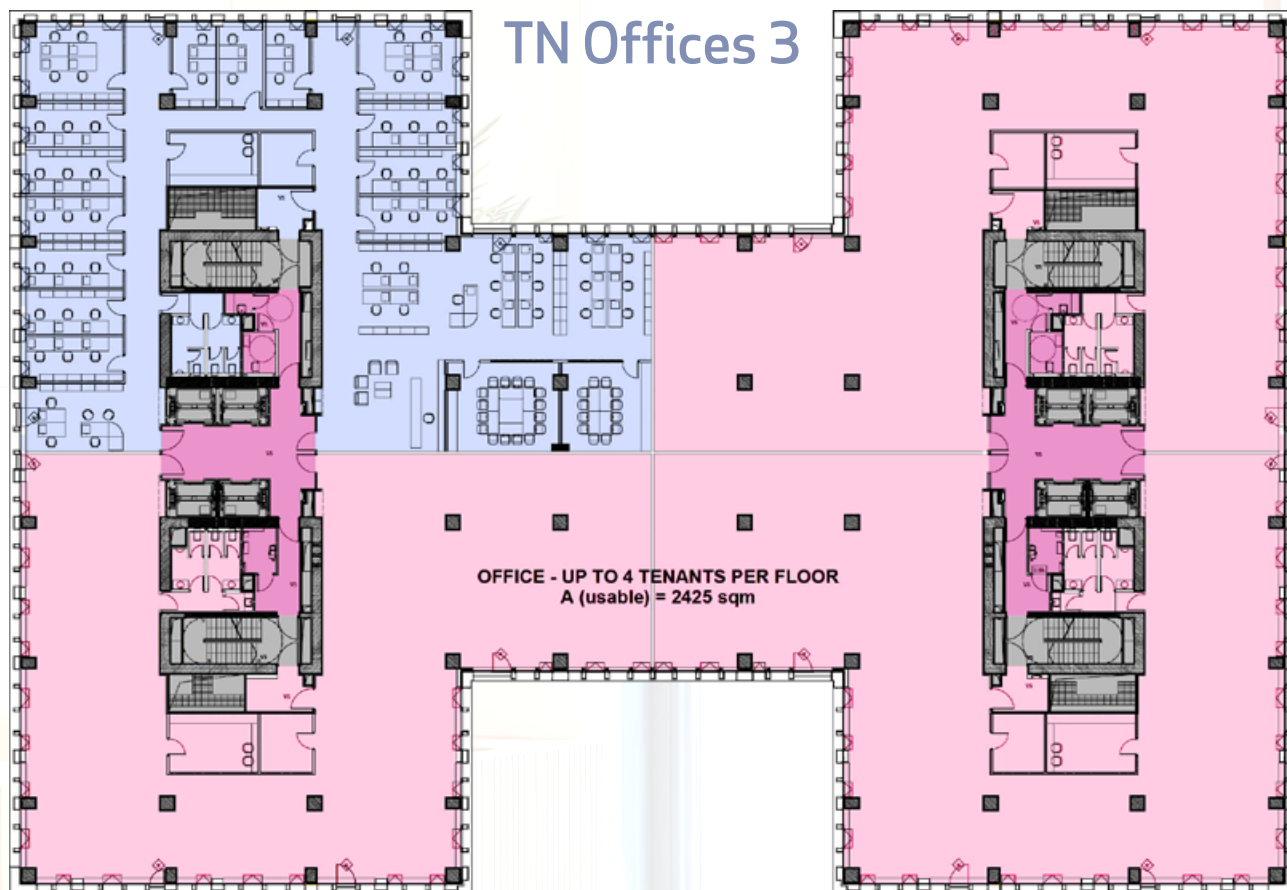 TN Offices 3
OFFICE - UP TO 4 TENANTS PER FLOOR
A (usable) = 2425 sqm